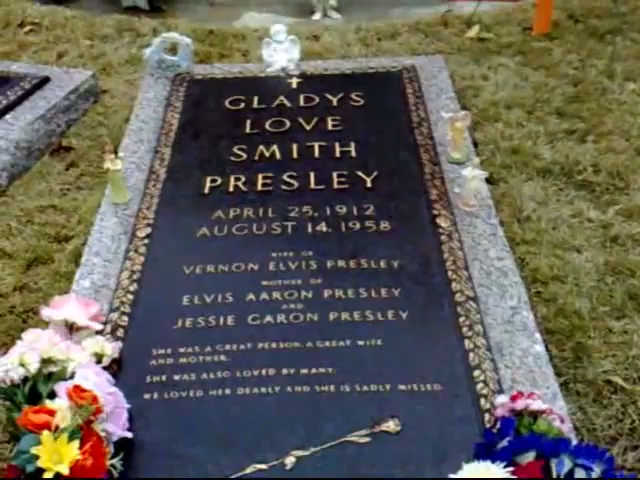 GLADYS
LOVE
SMITH
PRESLEY
APRIL 25, 1912
AUGUST 14, 1958
WIFE OF
VERNON ELVIS PRESLEY
MOTHER OF
ELVIS AARON PRESLEY
AND
JESSIE GARON PRESLEY
SHE WAS A GREAT PERSON, A GREAT WIFE
AND MOTHER.
SHE WAS ALSO LOVED BY MANY.
WE LOVED HER DEARLY AND SHE IS SADLY MISSED.